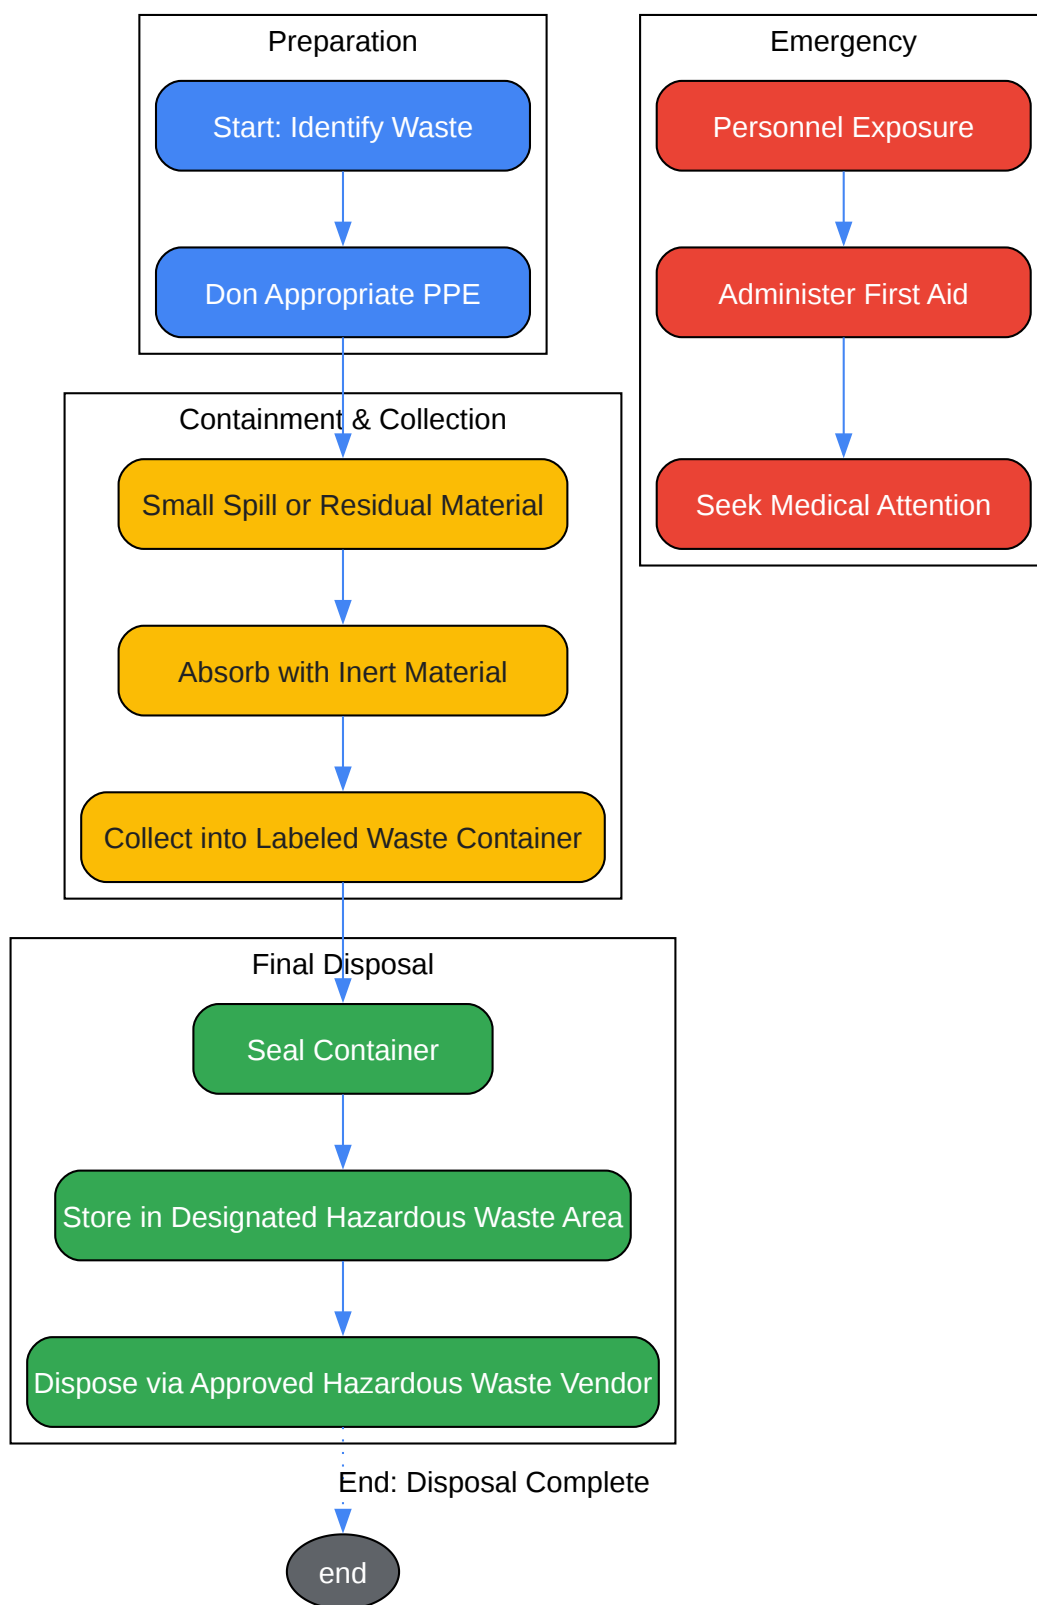 Preparation
Start: Identify Waste
Don Appropriate PPE
Containment & Collection
Small Spill or Residual Material
Absorb with Inert Material
Collect into Labeled Waste Container
Final Disposal
Seal Container
Store in Designated Hazardous Waste Area
Dispose via Approved Hazardous Waste Vendor
End: Disposal Complete
end
Emergency
Personnel Exposure
Administer First Aid
Seek Medical Attention